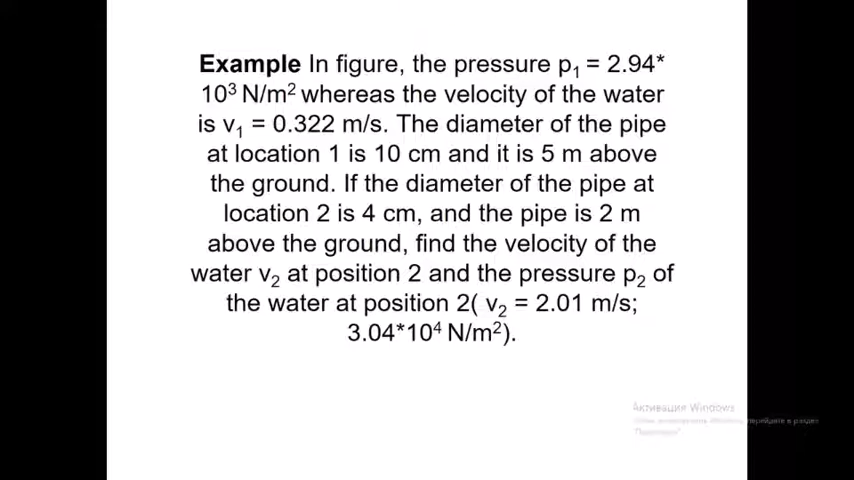 Example In figure, the pressure p₁ = 2.94*
10³ N/m² whereas the velocity of the water
is v₁ = 0.322 m/s. The diameter of the pipe
at location 1 is 10 cm and it is 5 m above
the ground. If the diameter of the pipe at
location 2 is 4 cm, and the pipe is 2 m
above the ground, find the velocity of the
water v₂ at position 2 and the pressure p₂ of
the water at position 2( v₂ = 2.01 m/s;
3.04*10⁴ N/m²).
Активация Windows
перейдите в раздел